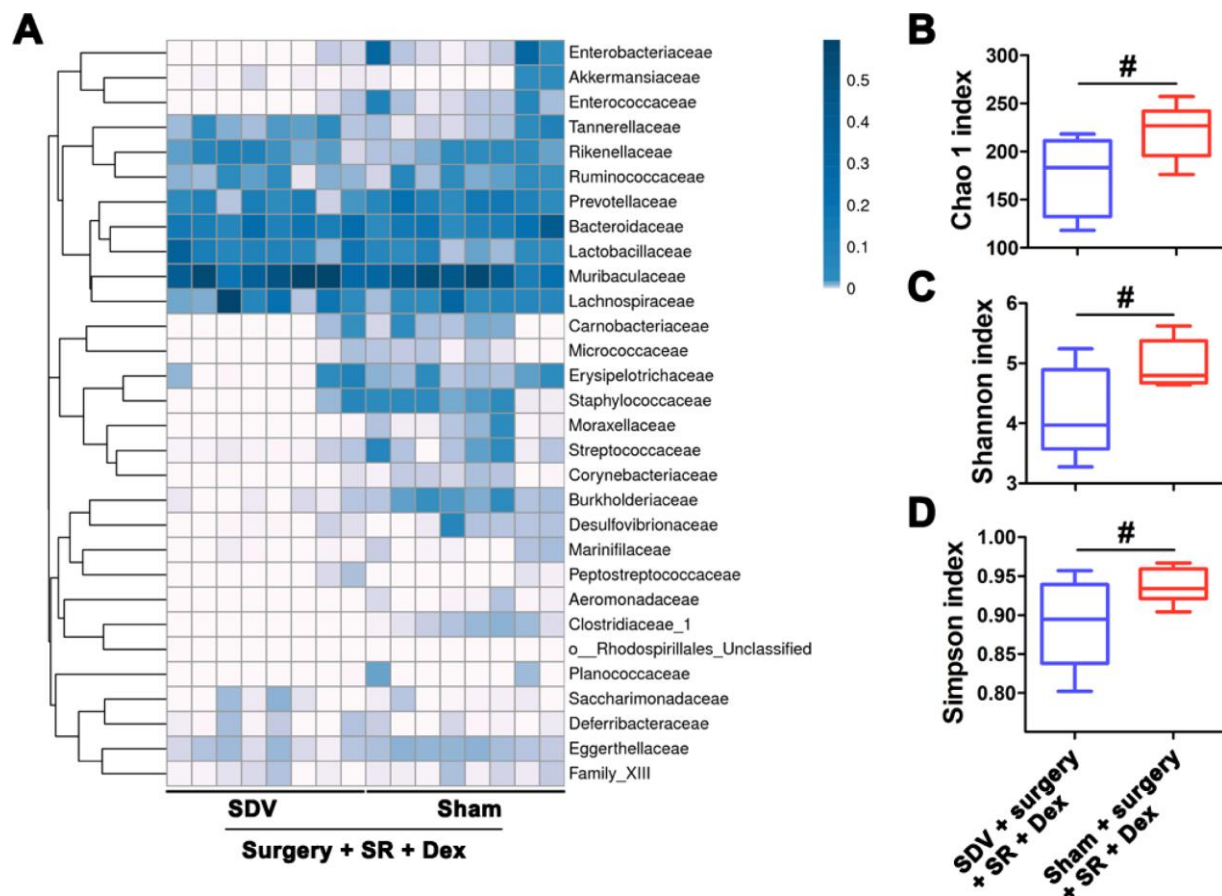 A
Enterobacteriaceae
Akkermansiaceae
Enterococcaceae
Tannerellaceae
Rikenellaceae
Ruminococcaceae
Prevotellaceae
Bacteroidaceae
Lactobacillaceae
Muribaculaceae
Lachnospiraceae
Carnobacteriaceae
Micrococcaceae
Erysipelotrichaceae
Staphylococcaceae
Moraxellaceae
Streptococcaceae
Corynebacteriaceae
Burkholderiaceae
Desulfovibrionaceae
Marinifilaceae
Peptostreptococcaceae
Aeromonadaceae
Clostridiaceae_1
o__Rhodospirillales_Unclassified
Planococcaceae
Saccharimonadaceae
Deferribacteraceae
Eggerthellaceae
Family_XIII
SDV Sham
Surgery + SR + Dex
0.5
0.4
0.3
0.2
0.1
0
B
#
Chao 1 index
300
250
200
150
100
C
#
Shannon index
6
5
4
3
D
#
Simpson index
1.00
0.95
0.90
0.85
0.80
SDV + surgery
+ SR + Dex
Sham + surgery
+ SR + Dex